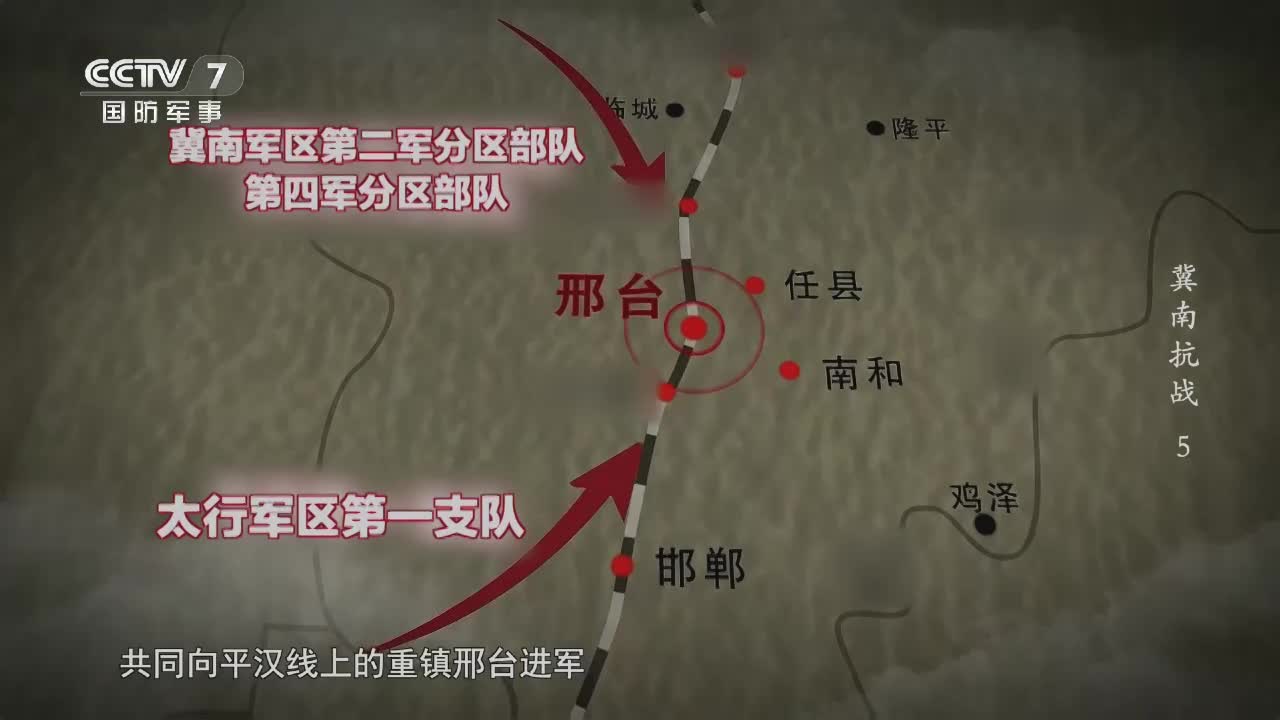 CCTV 7
国防军事
冀南军区第二军分区部队
第四军分区部队
临城
隆平
邢台
任县
南和
冀南抗战 5
鸡泽
太行军区第一支队
邯郸
共同向平汉线上的重镇邢台进军